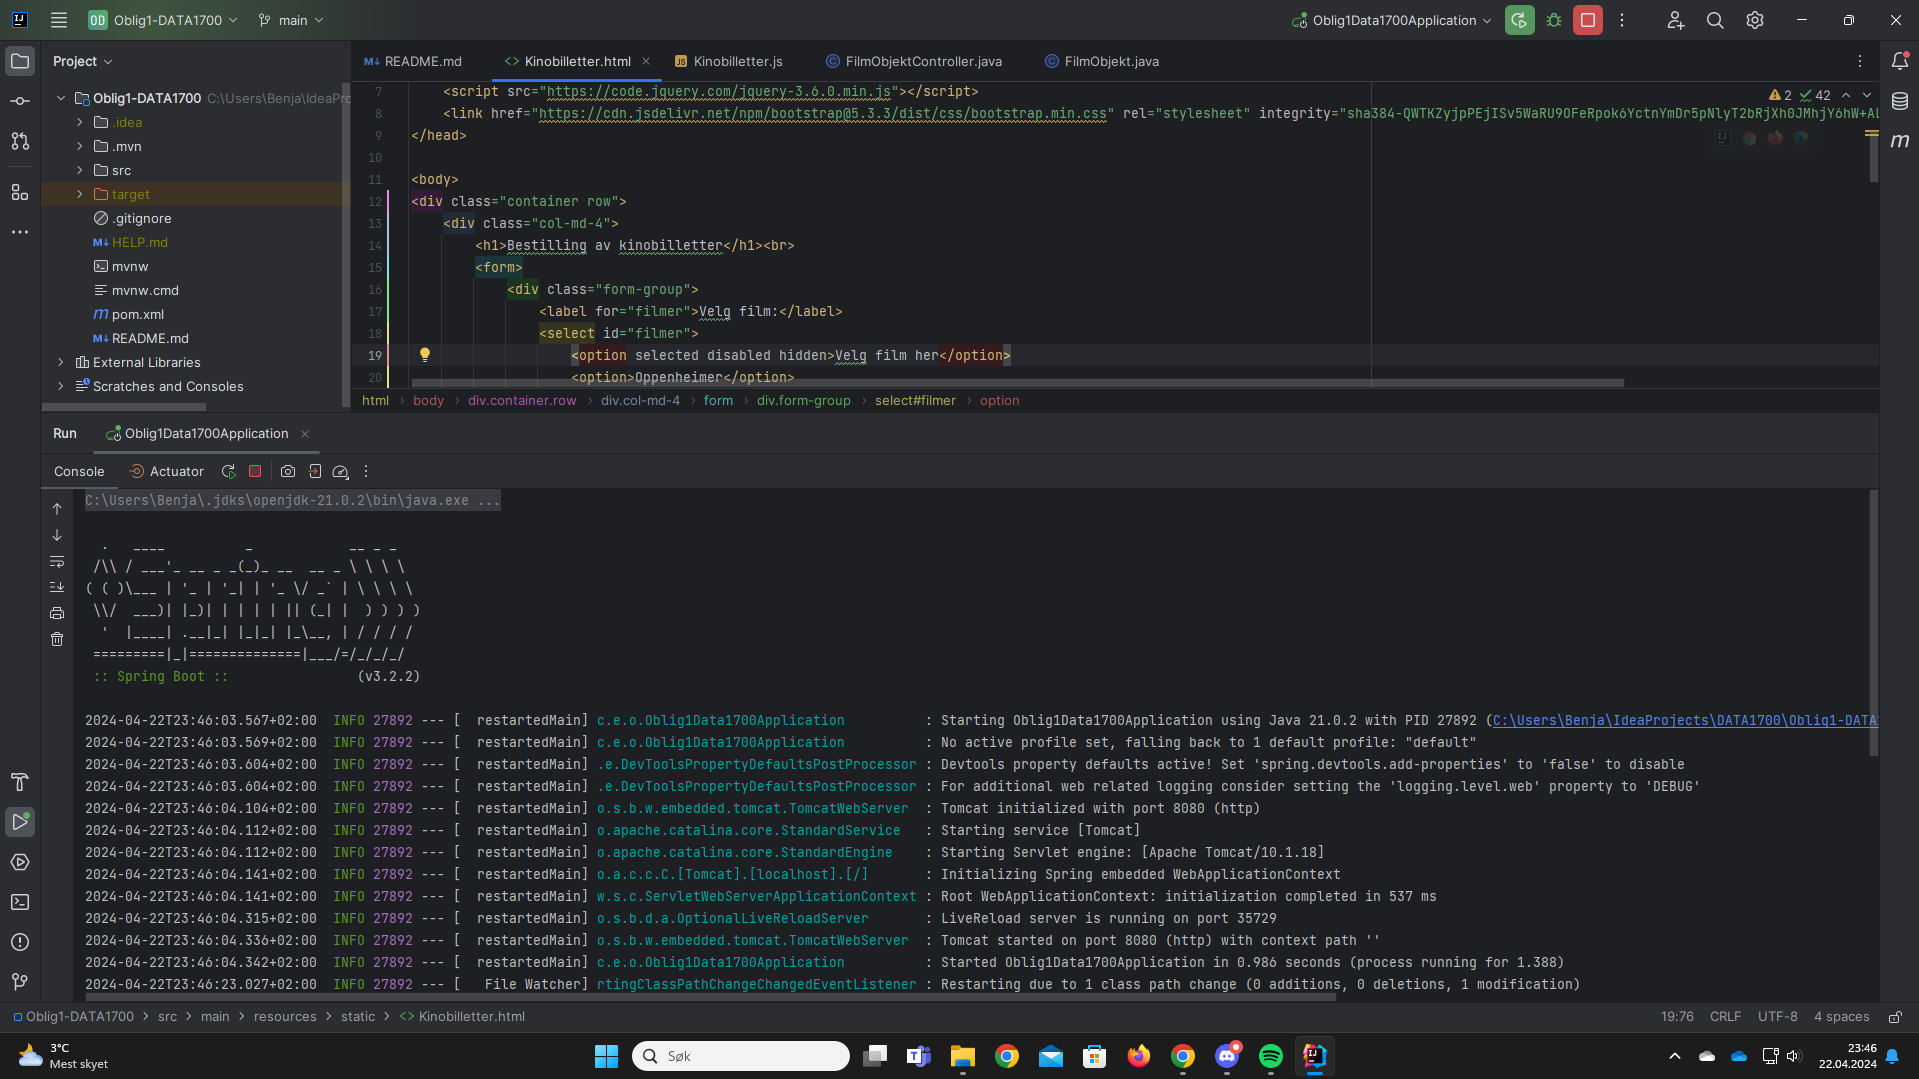 OD Oblig1-DATA1700 main Oblig1Data1700Application
Project
README.md Kinobilletter.html Kinobilletter.js FilmObjektController.java FilmObjekt.java
Oblig1-DATA1700 C:\Users\Benja\IdeaPro
.idea
.mvn
src
target
.gitignore
HELP.md
mvnw
mvnw.cmd
pom.xml
README.md
External Libraries
Scratches and Consoles
2 42
7 <script src="https://code.jquery.com/jquery-3.6.0.min.js"></script>
8 <link href="https://cdn.jsdelivr.net/npm/bootstrap@5.3.3/dist/css/bootstrap.min.css" rel="stylesheet" integrity="sha384-QWTKZyjpPEjISv5WaRU9OFeRpok6YctnYmDr5pNlyT2bRjXh0JMhjY6hW+AL
9 </head>
10
11 <body>
12 <div class="container row">
13 <div class="col-md-4">
14 <h1>Bestilling av kinobilletter</h1><br>
15 <form>
16 <div class="form-group">
17 <label for="filmer">Velg film:</label>
18 <select id="filmer">
19 <option selected disabled hidden>Velg film her</option>
20 <option>Oppenheimer</option>
html body div.container.row div.col-md-4 form div.form-group select#filmer option
Run Oblig1Data1700Application
Console Actuator
C:\Users\Benja\.jdks\openjdk-21.0.2\bin\java.exe ...
  .   ____          _            __ _ _
 /\\ / ___'_ __ _ _(_)_ __  __ _ \ \ \ \
( ( )\___ | '_ | '_| | '_ \/ _` | \ \ \ \
 \\/  ___)| |_)| | | | | || (_| |  ) ) ) )
  '  |____| .__|_| |_|_| |_\__, | / / / /
 =========|_|==============|___/=/_/_/_/
:: Spring Boot :: (v3.2.2)
2024-04-22T23:46:03.567+02:00 INFO 27892 --- [ restartedMain] c.e.o.Oblig1Data1700Application : Starting Oblig1Data1700Application using Java 21.0.2 with PID 27892 (C:\Users\Benja\IdeaProjects\DATA1700\Oblig1-DATA
2024-04-22T23:46:03.569+02:00 INFO 27892 --- [ restartedMain] c.e.o.Oblig1Data1700Application : No active profile set, falling back to 1 default profile: "default"
2024-04-22T23:46:03.604+02:00 INFO 27892 --- [ restartedMain] .e.DevToolsPropertyDefaultsPostProcessor : Devtools property defaults active! Set 'spring.devtools.add-properties' to 'false' to disable
2024-04-22T23:46:03.604+02:00 INFO 27892 --- [ restartedMain] .e.DevToolsPropertyDefaultsPostProcessor : For additional web related logging consider setting the 'logging.level.web' property to 'DEBUG'
2024-04-22T23:46:04.104+02:00 INFO 27892 --- [ restartedMain] o.s.b.w.embedded.tomcat.TomcatWebServer : Tomcat initialized with port 8080 (http)
2024-04-22T23:46:04.112+02:00 INFO 27892 --- [ restartedMain] o.apache.catalina.core.StandardService : Starting service [Tomcat]
2024-04-22T23:46:04.112+02:00 INFO 27892 --- [ restartedMain] o.apache.catalina.core.StandardEngine : Starting Servlet engine: [Apache Tomcat/10.1.18]
2024-04-22T23:46:04.141+02:00 INFO 27892 --- [ restartedMain] o.a.c.c.C.[Tomcat].[localhost].[/] : Initializing Spring embedded WebApplicationContext
2024-04-22T23:46:04.141+02:00 INFO 27892 --- [ restartedMain] w.s.c.ServletWebServerApplicationContext : Root WebApplicationContext: initialization completed in 537 ms
2024-04-22T23:46:04.315+02:00 INFO 27892 --- [ restartedMain] o.s.b.d.a.OptionalLiveReloadServer : LiveReload server is running on port 35729
2024-04-22T23:46:04.336+02:00 INFO 27892 --- [ restartedMain] o.s.b.w.embedded.tomcat.TomcatWebServer : Tomcat started on port 8080 (http) with context path ''
2024-04-22T23:46:04.342+02:00 INFO 27892 --- [ restartedMain] c.e.o.Oblig1Data1700Application : Started Oblig1Data1700Application in 0.986 seconds (process running for 1.388)
2024-04-22T23:46:23.027+02:00 INFO 27892 --- [ File Watcher] rtingClassPathChangeChangedEventListener : Restarting due to 1 class path change (0 additions, 0 deletions, 1 modification)
Oblig1-DATA1700 src main resources static Kinobilletter.html 19:76 CRLF UTF-8 4 spaces
3°C
Mest skyet
Søk
23:46
22.04.2024